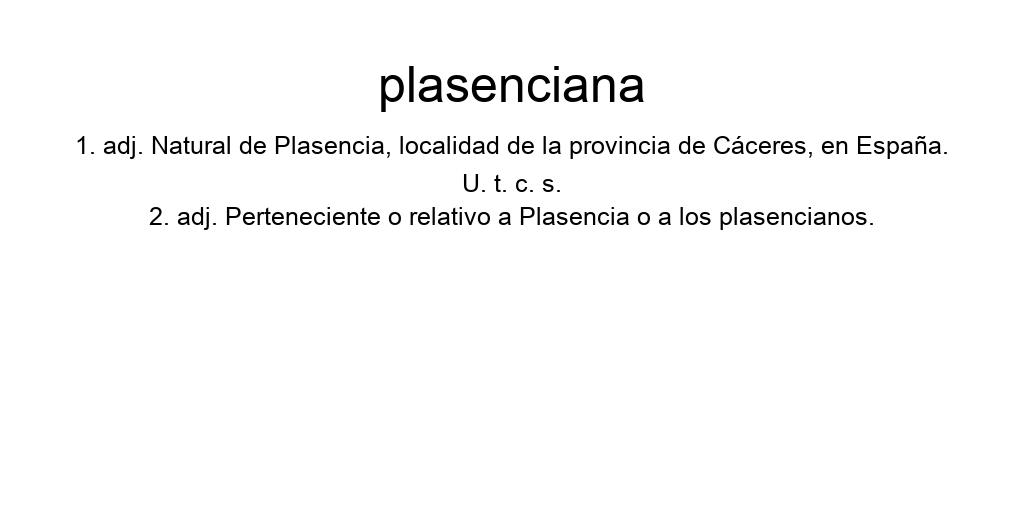 plasenciana
1. adj. Natural de Plasencia, localidad de la provincia de Cáceres, en España.
U. t. c. s.
2. adj. Perteneciente o relativo a Plasencia o a los plasencianos.